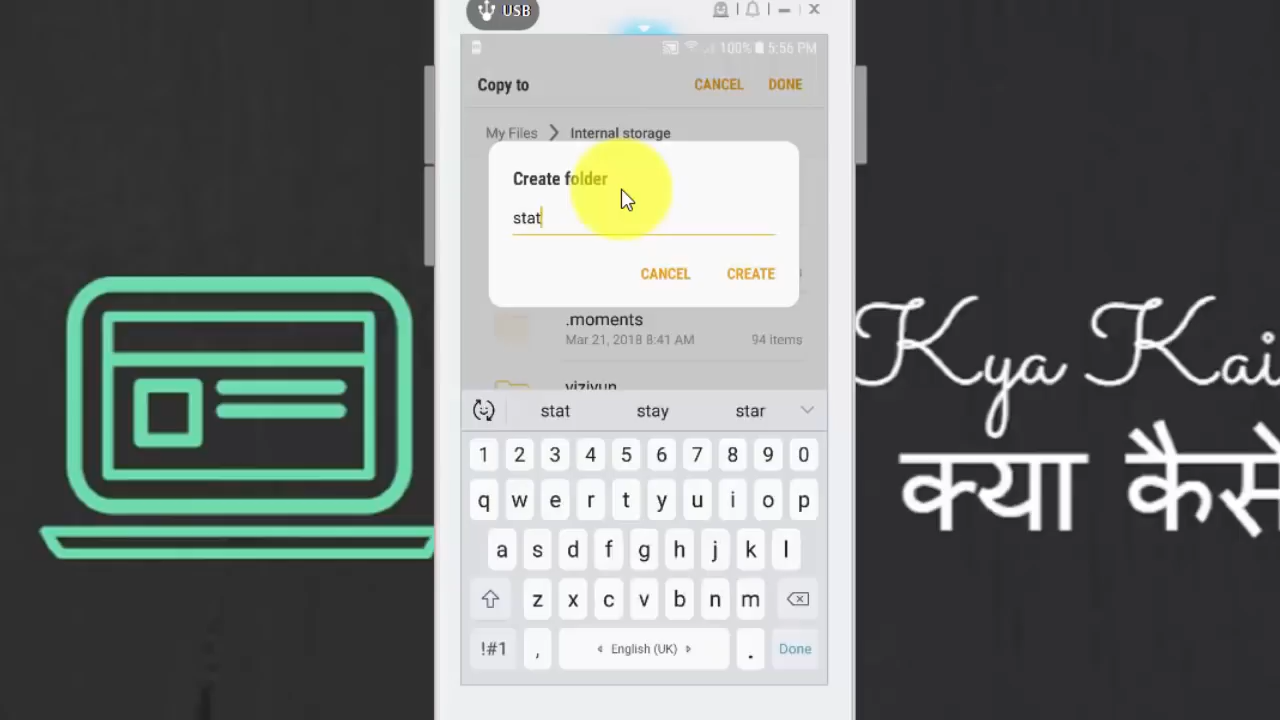 USB
100% 5:56 PM
Copy to CANCEL DONE
My Files > Internal storage
Create folder
stat
CANCEL CREATE
.moments
Mar 21, 2018 8:41 AM 94 items
stat stay star
1 2 3 4 5 6 7 8 9 0
q w e r t y u i o p
a s d f g h j k l
z x c v b n m
!#1 , English (UK) . Done
Kya Kai
क्या कैसे